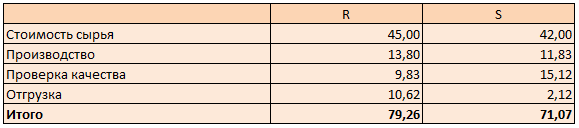 R S
Стоимость сырья 45,00 42,00
Производство 13,80 11,83
Проверка качества 9,83 15,12
Отгрузка 10,62 2,12
Итого 79,26 71,07